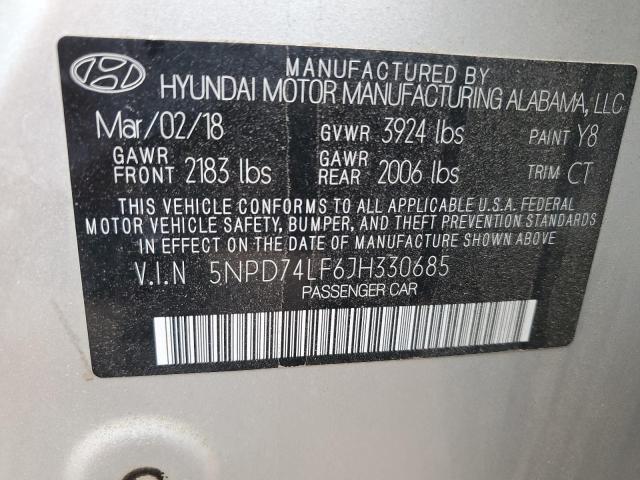 MANUFACTURED BY
HYUNDAI MOTOR MANUFACTURING ALABAMA, LLC
Mar/02/18 GVWR 3924 lbs PAINT Y8
GAWR FRONT 2183 lbs GAWR REAR 2006 lbs TRIM CT
THIS VEHICLE CONFORMS TO ALL APPLICABLE U.S.A. FEDERAL
MOTOR VEHICLE SAFETY, BUMPER, AND THEFT PREVENTION STANDARDS
IN EFFECT ON THE DATE OF MANUFACTURE SHOWN ABOVE
V.I.N 5NPD74LF6JH330685
PASSENGER CAR